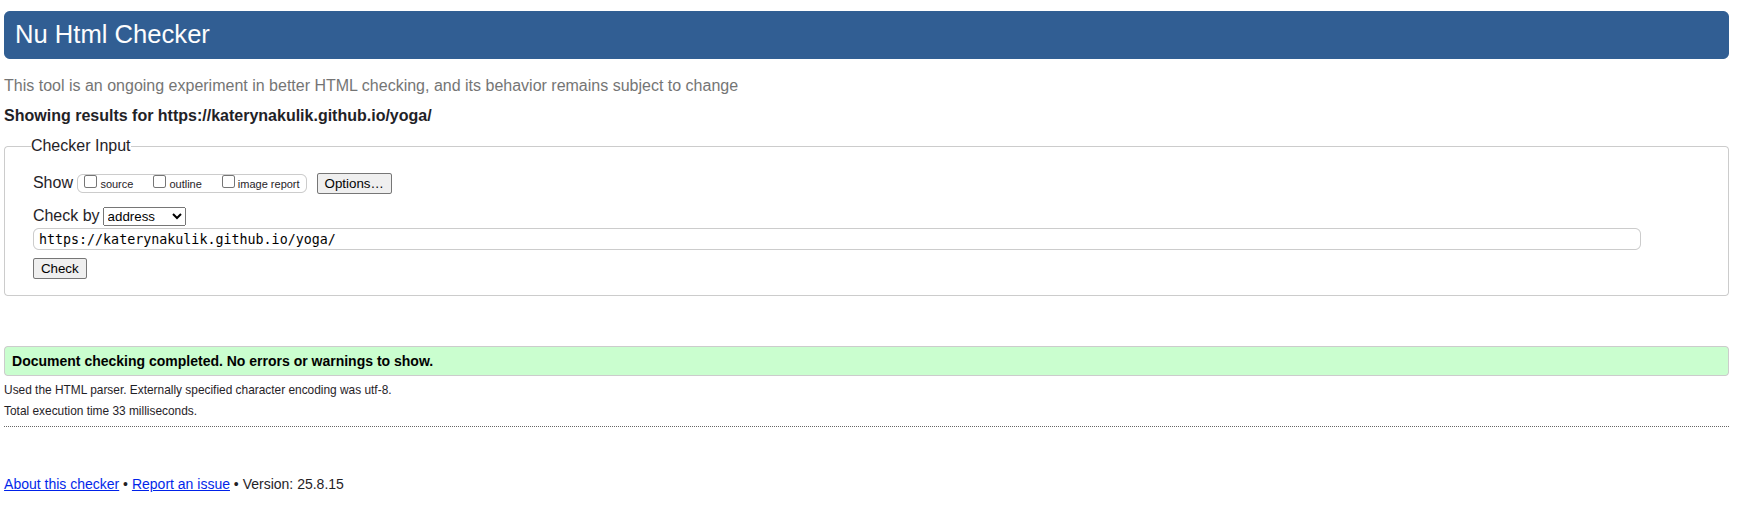 Nu Html Checker
This tool is an ongoing experiment in better HTML checking, and its behavior remains subject to change
Showing results for https://katerynakulik.github.io/yoga/
Checker Input
Show source outline image report Options…
Check by address
https://katerynakulik.github.io/yoga/
Check
Document checking completed. No errors or warnings to show.
Used the HTML parser. Externally specified character encoding was utf-8.
Total execution time 33 milliseconds.
About this checker • Report an issue • Version: 25.8.15